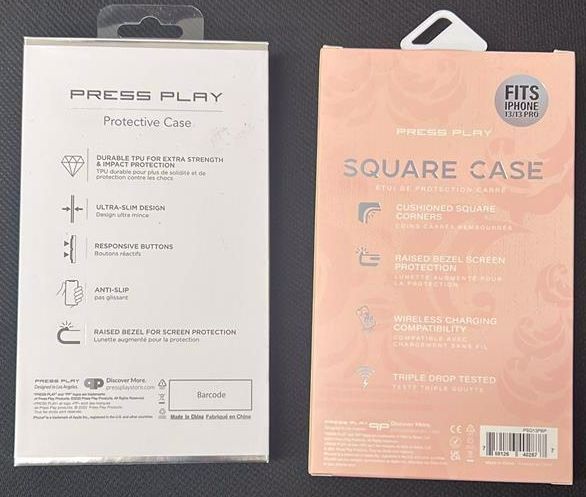 PRESS PLAY
Protective Case
DURABLE TPU FOR EXTRA STRENGTH
& IMPACT PROTECTION
TPU durable pour plus de solidité et de
protection contre les chocs
ULTRA-SLIM DESIGN
Design ultra mince
RESPONSIVE BUTTONS
Boutons réactifs
ANTI-SLIP
pas glissant
RAISED BEZEL FOR SCREEN PROTECTION
Lunette augmenté pour la protection
PRESS PLAY
Designed in Los Angeles.
Discover More.
pressplaystore.com
Barcode
Made in China Fabriqué en China
FITS
IPHONE
13/13 PRO
PRESS PLAY
SQUARE CASE
ÉTUI DE PROTECTION CARRÉ
CUSHIONED SQUARE
CORNERS
COINS CARRÉS REMBOURRÉS
RAISED BEZEL SCREEN
PROTECTION
LUNETTE AUGMENTÉ POUR
LA PROTECTION
WIRELESS CHARGING
COMPATIBILITY
COMPATIBLE AVEC
CHARGEMENT SANS FIL
TRIPLE DROP TESTED
TESTÉ TRIPLE GOUTTE
PRESS PLAY
Discover More.